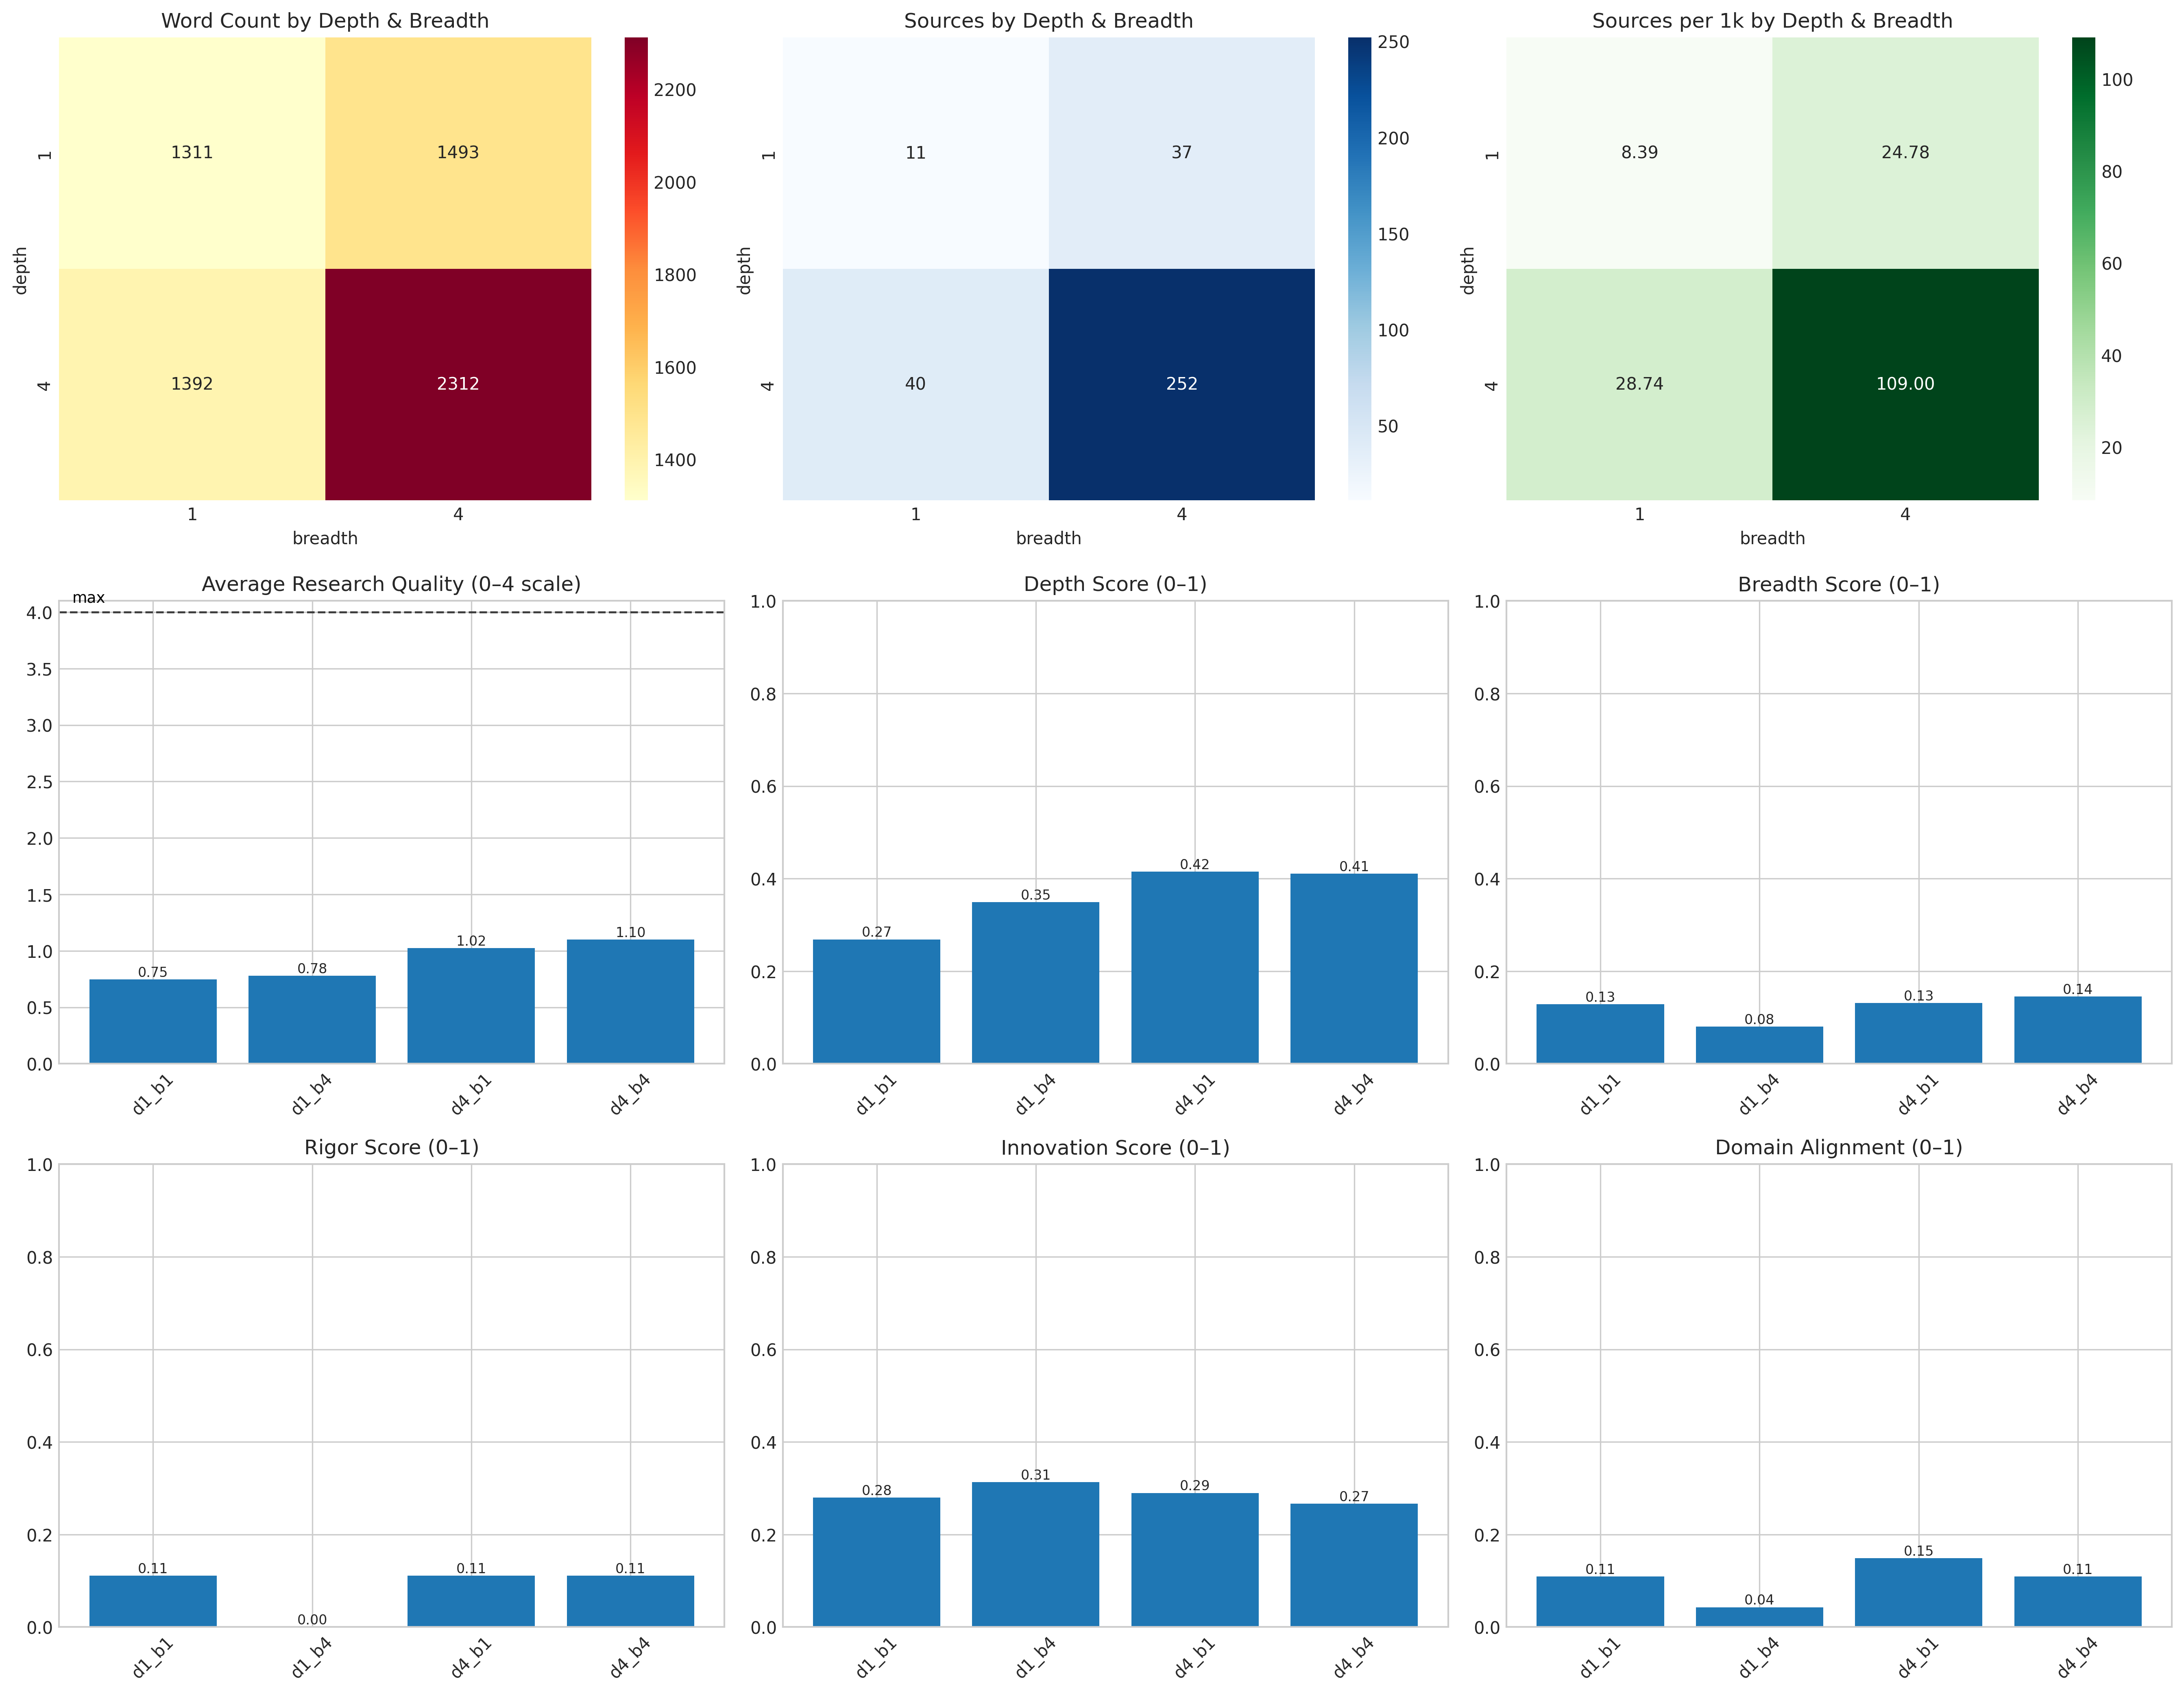 Word Count by Depth & Breadth
1311
1493
1392
2312
1
4
depth
1
4
breadth
2200
2000
1800
1600
1400
Sources by Depth & Breadth
11
37
40
252
1
4
depth
1
4
breadth
250
200
150
100
50
Sources per 1k by Depth & Breadth
8.39
24.78
28.74
109.00
1
4
depth
1
4
breadth
100
80
60
40
20
Average Research Quality (0–4 scale)
max
4.0
3.5
3.0
2.5
2.0
1.5
1.0
0.5
0.0
0.75
0.78
1.02
1.10
d1_b1
d1_b4
d4_b1
d4_b4
Depth Score (0–1)
1.0
0.8
0.6
0.4
0.2
0.0
0.27
0.35
0.42
0.41
d1_b1
d1_b4
d4_b1
d4_b4
Breadth Score (0–1)
1.0
0.8
0.6
0.4
0.2
0.0
0.13
0.08
0.13
0.14
d1_b1
d1_b4
d4_b1
d4_b4
Rigor Score (0–1)
1.0
0.8
0.6
0.4
0.2
0.0
0.11
0.00
0.11
0.11
d1_b1
d1_b4
d4_b1
d4_b4
Innovation Score (0–1)
1.0
0.8
0.6
0.4
0.2
0.0
0.28
0.31
0.29
0.27
d1_b1
d1_b4
d4_b1
d4_b4
Domain Alignment (0–1)
1.0
0.8
0.6
0.4
0.2
0.0
0.11
0.04
0.15
0.11
d1_b1
d1_b4
d4_b1
d4_b4